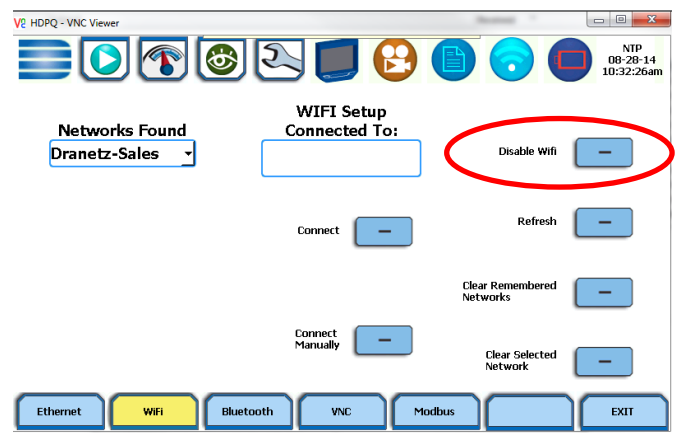 HDPQ - VNC Viewer
NTP
08-28-14
10:32:26am
WIFI Setup
Networks Found
Connected To:
Dranetz-Sales
Disable Wifi
Connect
Refresh
Clear Remembered
Networks
Connect
Manually
Clear Selected
Network
Ethernet
WiFi
Bluetooth
VNC
Modbus
EXIT